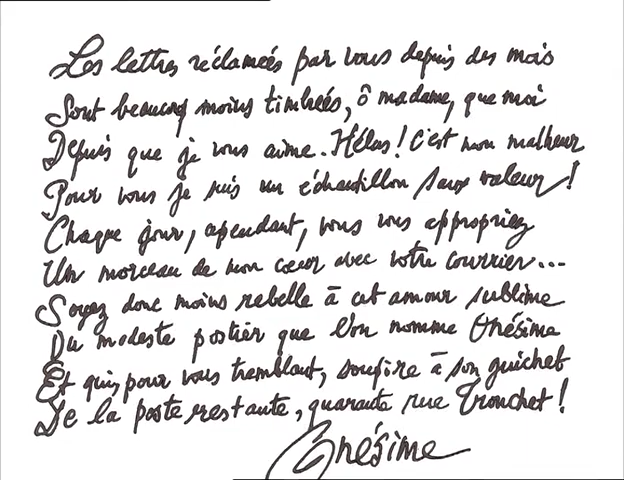 Les lettres réclamées par vous depuis des mois
Sont beaucoup moins timbrées, ô madame, que moi
Depuis que je vous aime. Hélas! C'est mon malheur
Pour vous je suis un échantillon sans valeur!
Chaque jour, cependant, vous vous appropriez
Un morceau de mon cœur avec votre courrier...
Soyez donc moins rebelle à cet amour sublime
Du modeste postier que l'on nomme Onésime
Et qui, pour vous tremblant, soupire à son guichet
De la poste restante, quarante rue Tronchet!
Onésime